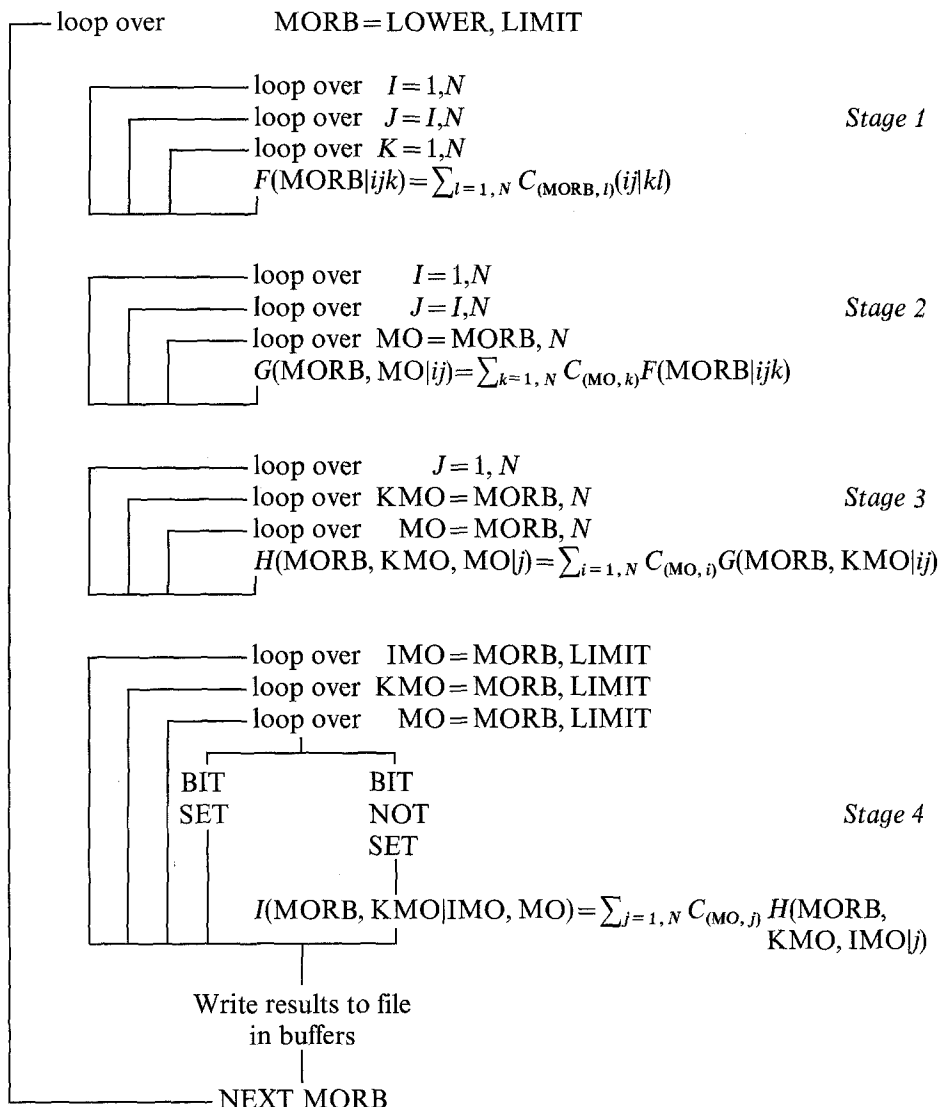 loop over MORB=LOWER, LIMIT
loop over I=1,N
loop over J=I,N Stage 1
loop over K=1,N
F(MORB|ijk)=∑l=1,N C(MORB,l)(ij|kl)
loop over I=1,N
loop over J=I,N Stage 2
loop over MO=MORB, N
G(MORB, MO|ij)=∑k=1,N C(MO,k)F(MORB|ijk)
loop over J=1, N
loop over KMO=MORB, N Stage 3
loop over MO=MORB, N
H(MORB, KMO, MO|j)=∑i=1,N C(MO,i)G(MORB, KMO|ij)
loop over IMO=MORB, LIMIT
loop over KMO=MORB, LIMIT
loop over MO=MORB, LIMIT
BIT BIT
SET NOT Stage 4
SET
I(MORB, KMO|IMO, MO)=∑j=1,N C(MO,j) H(MORB,
KMO, IMO|j)
Write results to file
in buffers
NEXT MORB